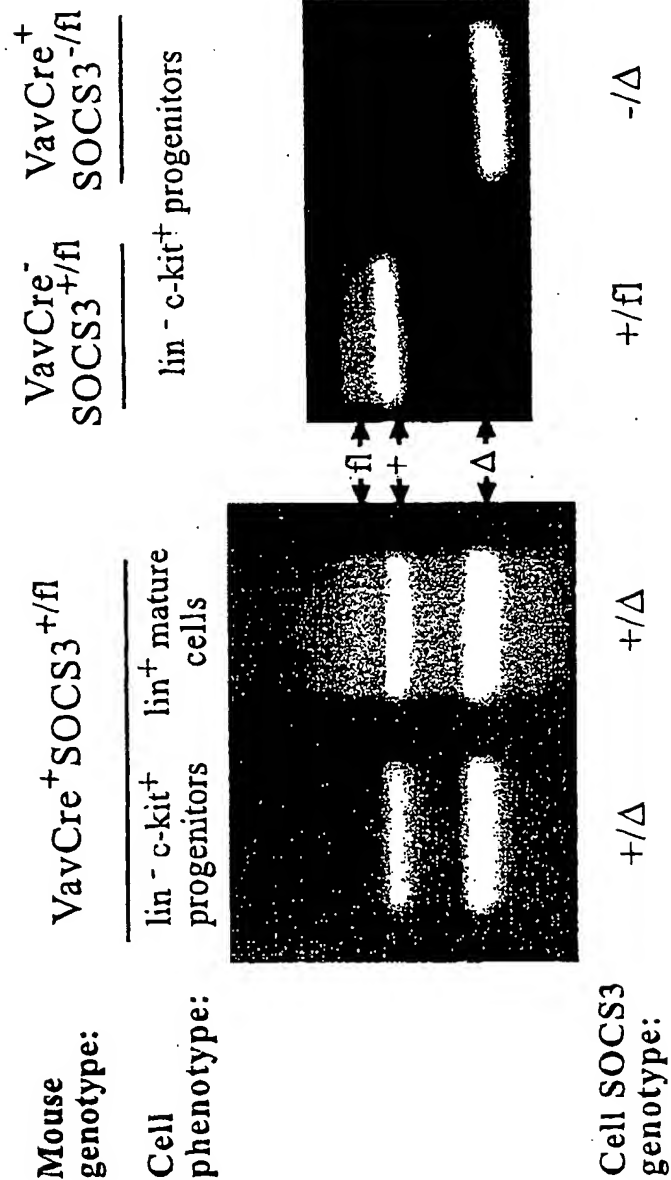 Mouse
genotype:
VavCre⁺SOCS3⁺/fl
VavCre⁻
SOCS3⁺/fl
VavCre⁺
SOCS3⁻/fl
Cell
phenotype:
lin⁻ c-kit⁺
progenitors
lin⁺ mature
cells
lin⁻ c-kit⁺ progenitors
fl
+
Δ
Cell SOCS3
genotype:
+/Δ
+/Δ
+/fl
-/Δ